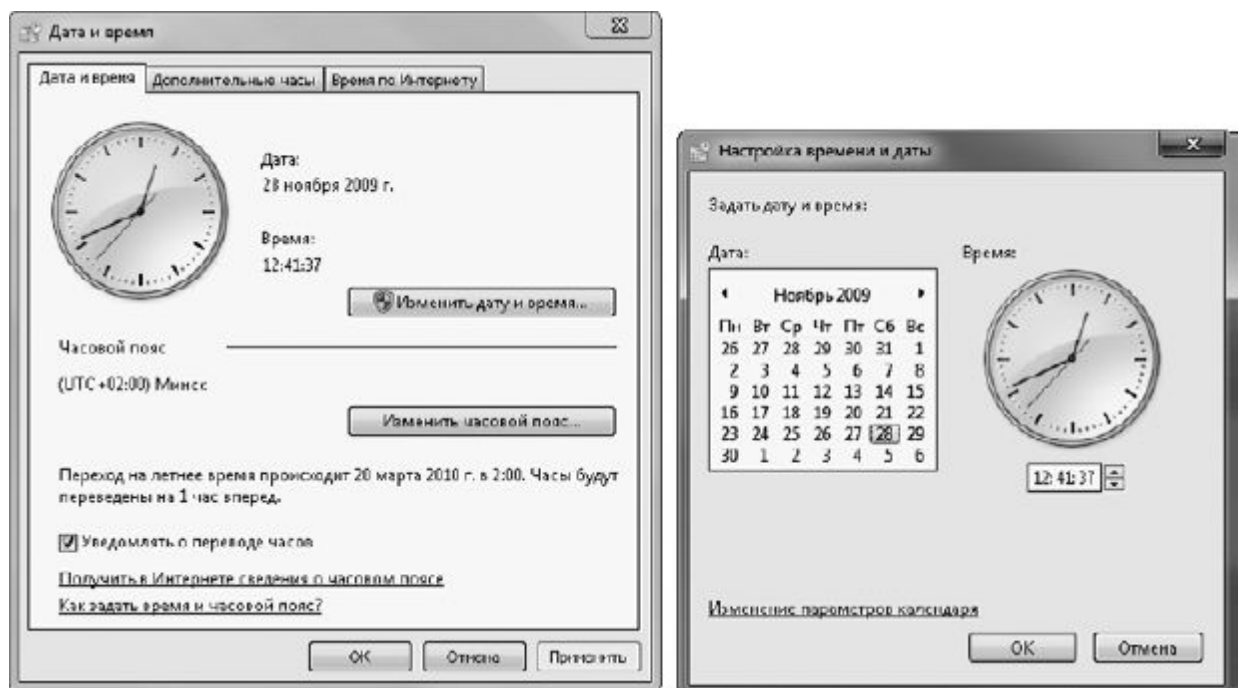 Дата и время
Дата и время Дополнительные часы Время по Интернету
Дата:
28 ноября 2009 г.
Время:
12:41:37
Изменить дату и время...
Часовой пояс
(UTC+02:00) Минск
Изменить часовой пояс...
Переход на летнее время происходит 28 марта 2010 г. в 2:00. Часы будут
переведены на 1 час вперед.
Уведомлять о переводе часов
Получить в Интернете сведения о часовом поясе
Как задать время и часовой пояс?
ОК Отмена Применить
Настройка времени и даты
Задать дату и время:
Дата: Время:
Ноябрь 2009
Пн Вт Ср Чт Пт Сб Вс
26 27 28 29 30 31 1
2 3 4 5 6 7 8
9 10 11 12 13 14 15
16 17 18 19 20 21 22
23 24 25 26 27 28 29
30 1 2 3 4 5 6
12:41:37
Изменение параметров календаря
ОК Отмена